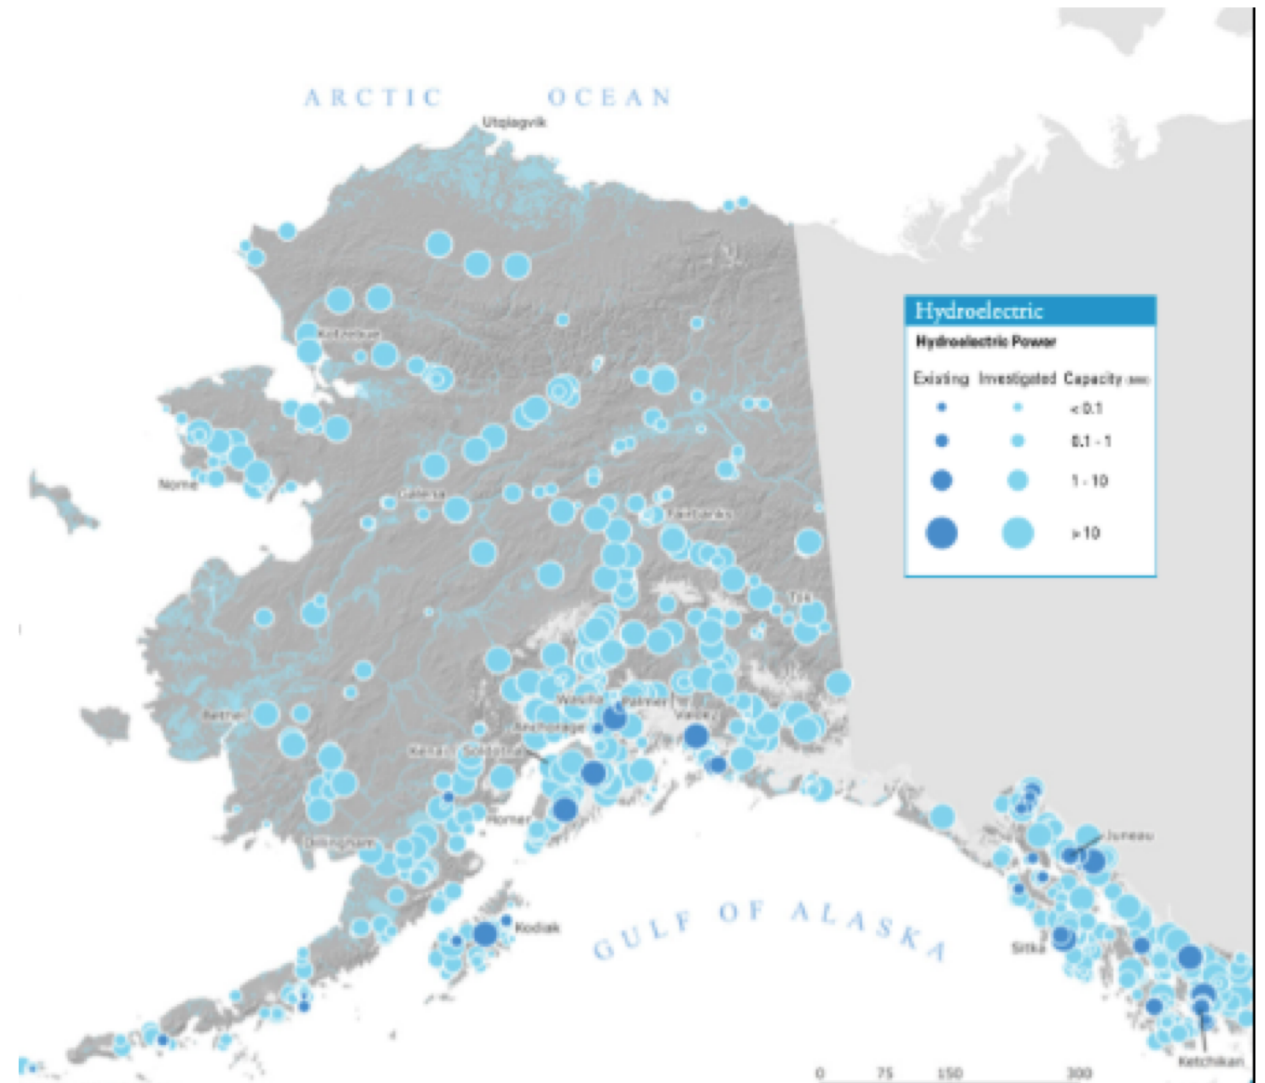 ARCTIC OCEAN
Utqiagvik
Hydroelectric
Hydroelectric Power
Existing Investigated Capacity (MW)
< 0.1
0.1 - 1
1 - 10
> 10
Kotzebue
Nome
Galena
Fairbanks
Tok
Bethel
Wasilla
Palmer
Valdez
Anchorage
Kenai
Soldotna
Homer
Dillingham
Juneau
Kodiak
GULF OF ALASKA
Sitka
Ketchikan
0 75 150 300